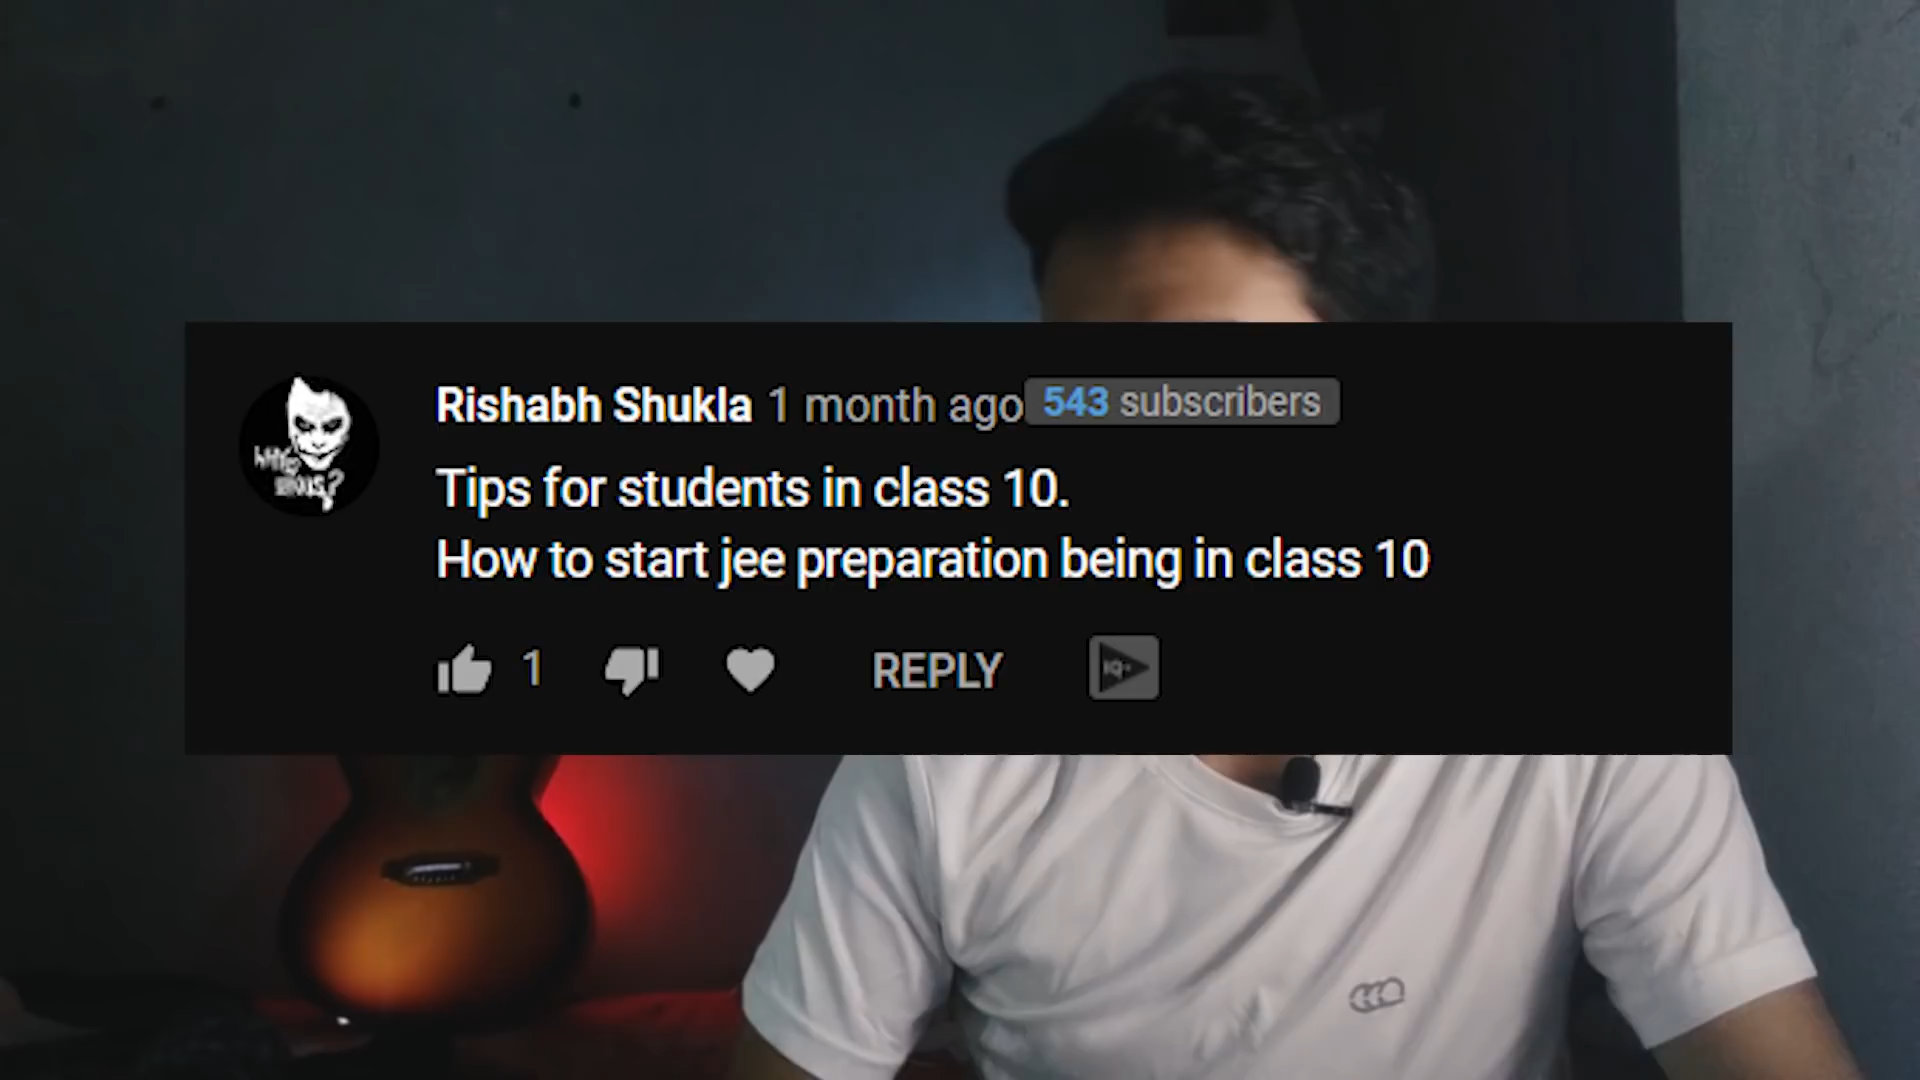 Rishabh Shukla 1 month ago 543 subscribers
Tips for students in class 10.
How to start jee preparation being in class 10
1 REPLY